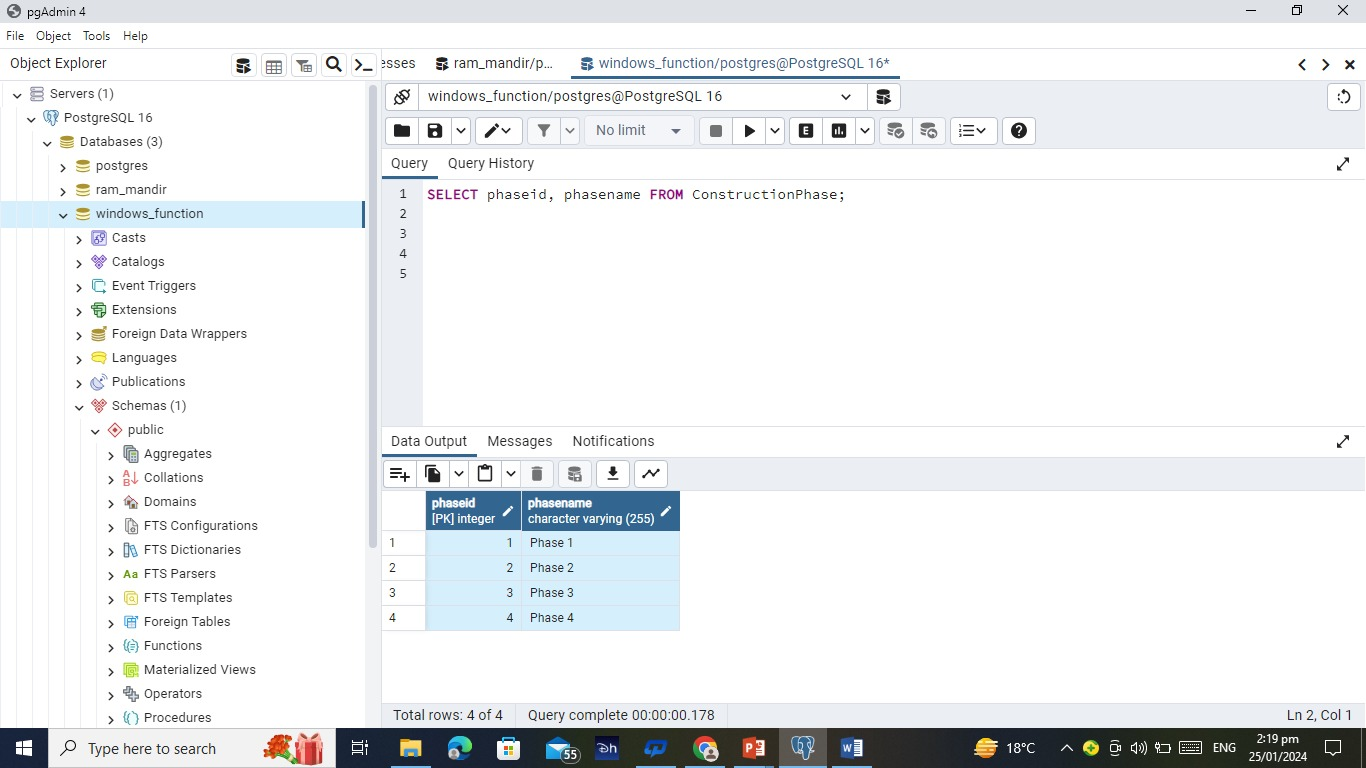 pgAdmin 4
File Object Tools Help
Object Explorer
esses ram_mandir/p... windows_function/postgres@PostgreSQL 16*
Servers (1)
PostgreSQL 16
Databases (3)
postgres
ram_mandir
windows_function
Casts
Catalogs
Event Triggers
Extensions
Foreign Data Wrappers
Languages
Publications
Schemas (1)
public
Aggregates
Collations
Domains
FTS Configurations
FTS Dictionaries
Aa FTS Parsers
FTS Templates
Foreign Tables
Functions
Materialized Views
Operators
Procedures
windows_function/postgres@PostgreSQL 16
No limit E
Query Query History
1 SELECT phaseid, phasename FROM ConstructionPhase;
2
3
4
5
Data Output Messages Notifications
phaseid phasename
[PK] integer character varying (255)
1 1 Phase 1
2 2 Phase 2
3 3 Phase 3
4 4 Phase 4
Total rows: 4 of 4 Query complete 00:00:00.178 Ln 2, Col 1
Type here to search 55 18°C ENG 2:19 pm
25/01/2024